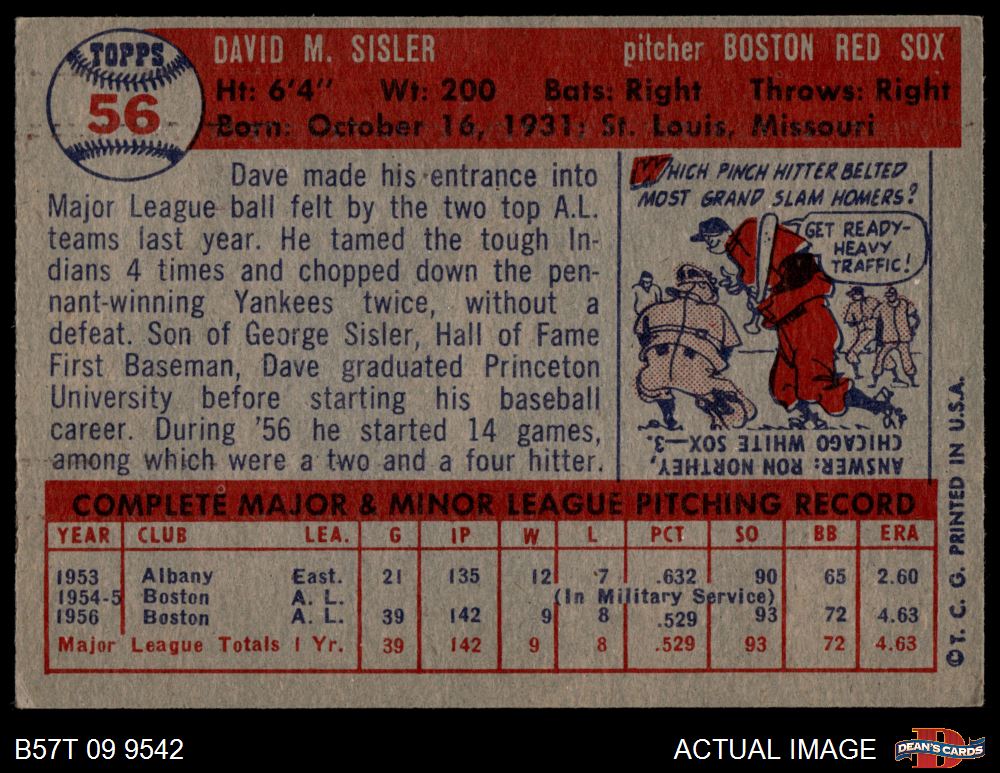 TOPPS
56
DAVID M. SISLER pitcher BOSTON RED SOX
Ht: 6'4" Wt: 200 Bats: Right Throws: Right
Born: October 16, 1931; St. Louis, Missouri
Dave made his entrance into
Major League ball felt by the two top A.L.
teams last year. He tamed the tough In-
dians 4 times and chopped down the pen-
nant-winning Yankees twice, without a
defeat. Son of George Sisler, Hall of Fame
First Baseman, Dave graduated Princeton
University before starting his baseball
career. During '56 he started 14 games,
among which were a two and a four hitter.
WHICH PINCH HITTER BELTED
MOST GRAND SLAM HOMERS?
GET READY-
HEAVY
TRAFFIC!
ANSWER: RON NORTHEY,
CHICAGO WHITE SOX—3.
COMPLETE MAJOR & MINOR LEAGUE PITCHING RECORD
YEAR CLUB LEA. G IP W L PCT SO BB ERA
1953 Albany East. 21 135 12 7 .632 90 65 2.60
1954-5 Boston A. L. (In Military Service)
1956 Boston A. L. 39 142 9 8 .529 93 72 4.63
Major League Totals 1 Yr. 39 142 9 8 .529 93 72 4.63
© T. C. G. PRINTED IN U.S.A.
B57T 09 9542 ACTUAL IMAGE
D
DEAN'S CARDS